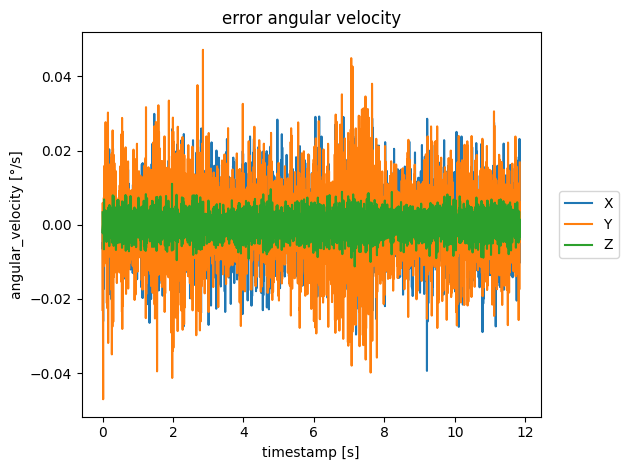 error angular velocity
angular_velocity [°/s]
0.04
0.02
0.00
−0.02
−0.04
0
2
4
6
8
10
12
timestamp [s]
X
Y
Z